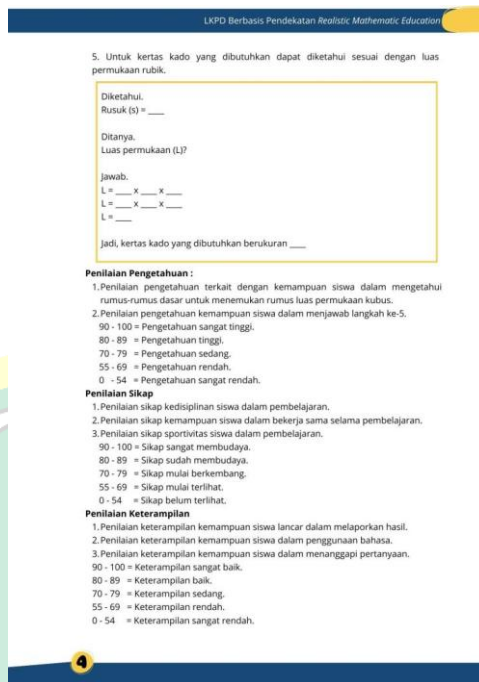 LKPD Berbasis Pendekatan Realistic Mathematic Education
5. Untuk kertas kado yang dibutuhkan dapat diketahui sesuai dengan luas
permukaan rubik.
Diketahui.
Rusuk (s) = ____
Ditanya.
Luas permukaan (L)?
Jawab.
L = ____ x ____ x ____
L = ____ x ____ x ____
L = ____
Jadi, kertas kado yang dibutuhkan berukuran ____
Penilaian Pengetahuan :
1.Penilaian pengetahuan terkait dengan kemampuan siswa dalam mengetahui
rumus-rumus dasar untuk menemukan rumus luas permukaan kubus.
2.Penilaian pengetahuan kemampuan siswa dalam menjawab langkah ke-5.
90 - 100 = Pengetahuan sangat tinggi.
80 - 89 = Pengetahuan tinggi.
70 - 79 = Pengetahuan sedang.
55 - 69 = Pengetahuan rendah.
0 - 54 = Pengetahuan sangat rendah.
Penilaian Sikap
1.Penilaian sikap kedisiplinan siswa dalam pembelajaran.
2.Penilaian sikap kemampuan siswa dalam bekerja sama selama pembelajaran.
3.Penilaian sikap sportivitas siswa dalam pembelajaran.
90 - 100 = Sikap sangat membudaya.
80 - 89 = Sikap sudah membudaya.
70 - 79 = Sikap mulai berkembang.
55 - 69 = Sikap mulai terlihat.
0 - 54 = Sikap belum terlihat.
Penilaian Keterampilan
1.Penilaian keterampilan kemampuan siswa lancar dalam melaporkan hasil.
2.Penilaian keterampilan kemampuan siswa dalam penggunaan bahasa.
3.Penilaian keterampilan kemampuan siswa dalam menanggapi pertanyaan.
90 - 100 = Keterampilan sangat baik.
80 - 89 = Keterampilan baik.
70 - 79 = Keterampilan sedang.
55 - 69 = Keterampilan rendah.
0 - 54 = Keterampilan sangat rendah.
4